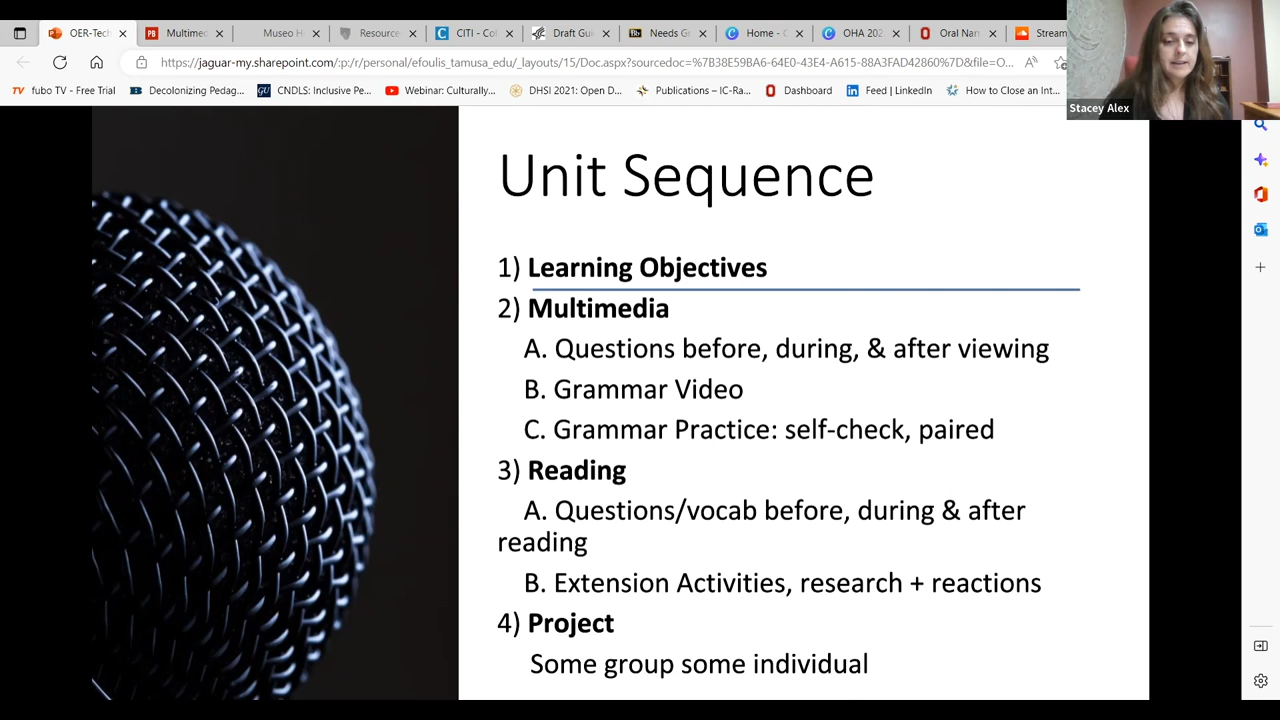 OER-Tech
Multimed
Museo H
Resource
CITI - Col
Draft Gui
Needs Gr
Home - C
OHA 202
Oral Nar
Stream
https://jaguar-my.sharepoint.com/:p:/r/personal/efoulis_tamusa_edu/_layouts/15/Doc.aspx?sourcedoc=%7B38E59BA6-64E0-43E4-A615-88A3FAD42860%7D&file=O...
fubo TV - Free Trial
Decolonizing Pedag...
CNDLS: Inclusive Pe...
Webinar: Culturally...
DHSI 2021: Open D...
Publications – IC-Ra...
Dashboard
Feed | LinkedIn
How to Close an Int...
Stacey Alex
Unit Sequence
1) Learning Objectives
2) Multimedia
A. Questions before, during, & after viewing
B. Grammar Video
C. Grammar Practice: self-check, paired
3) Reading
A. Questions/vocab before, during & after
reading
B. Extension Activities, research + reactions
4) Project
Some group some individual